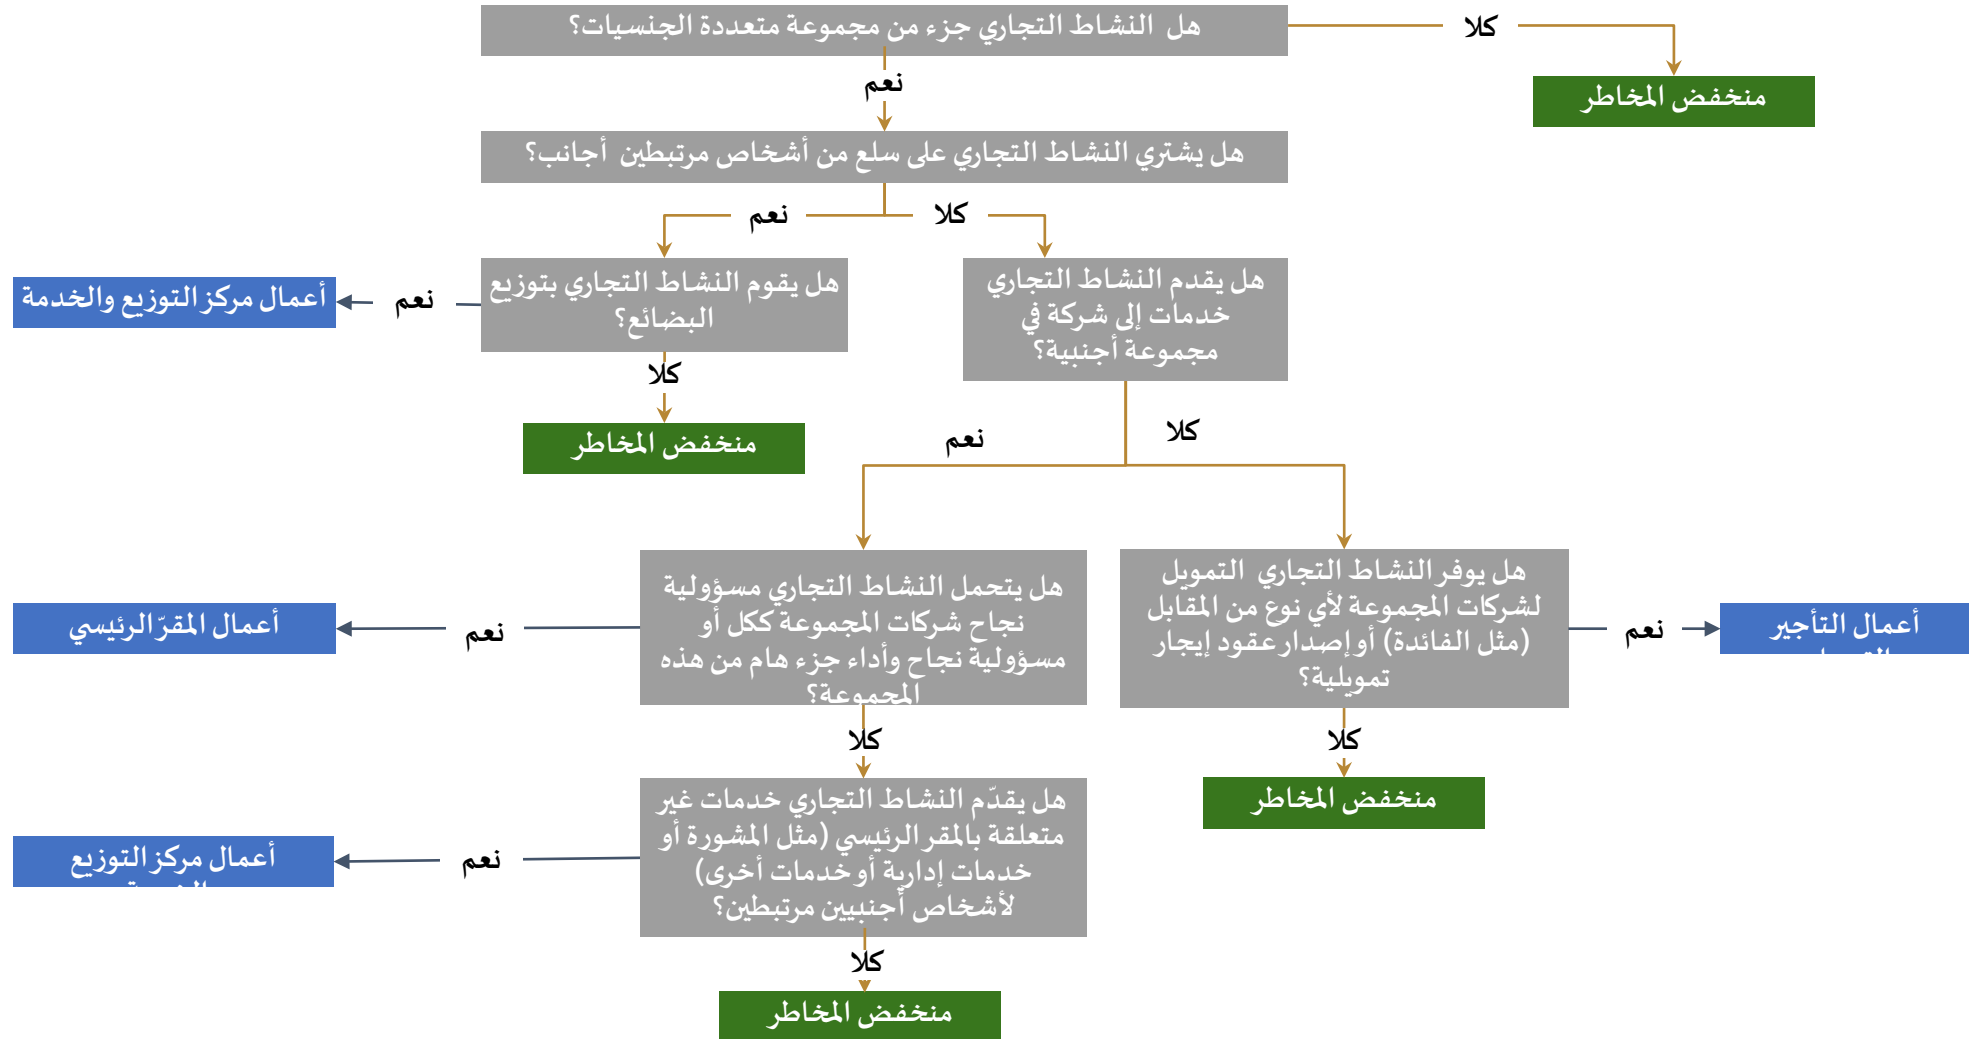 هل النشاط التجاري جزء من مجموعة متعددة الجنسيات؟
كلا
منخفض المخاطر
نعم
هل يشتري النشاط التجاري على سلع من أشخاص مرتبطين أجانب؟
كلا
نعم
هل يقدم النشاط التجاري
خدمات إلى شركة في
مجموعة أجنبية؟
هل يقوم النشاط التجاري بتوزيع
البضائع؟
نعم
أعمال مركز التوزيع والخدمة
كلا
منخفض المخاطر
كلا
نعم
هل يوفر النشاط التجاري التمويل
لشركات المجموعة لأي نوع من المقابل
(مثل الفائدة) أو إصدار عقود إيجار
تمويلية؟
نعم
أعمال التأجير
كلا
منخفض المخاطر
هل يتحمل النشاط التجاري مسؤولية
نجاح شركات المجموعة ككل أو
مسؤولية نجاح وأداء جزء هام من هذه
المجموعة؟
نعم
أعمال المقرّ الرئيسي
كلا
هل يقدّم النشاط التجاري خدمات غير
متعلقة بالمقر الرئيسي (مثل المشورة أو
خدمات إدارية أو خدمات أخرى)
لأشخاص أجنبيين مرتبطين؟
نعم
أعمال مركز التوزيع
كلا
منخفض المخاطر